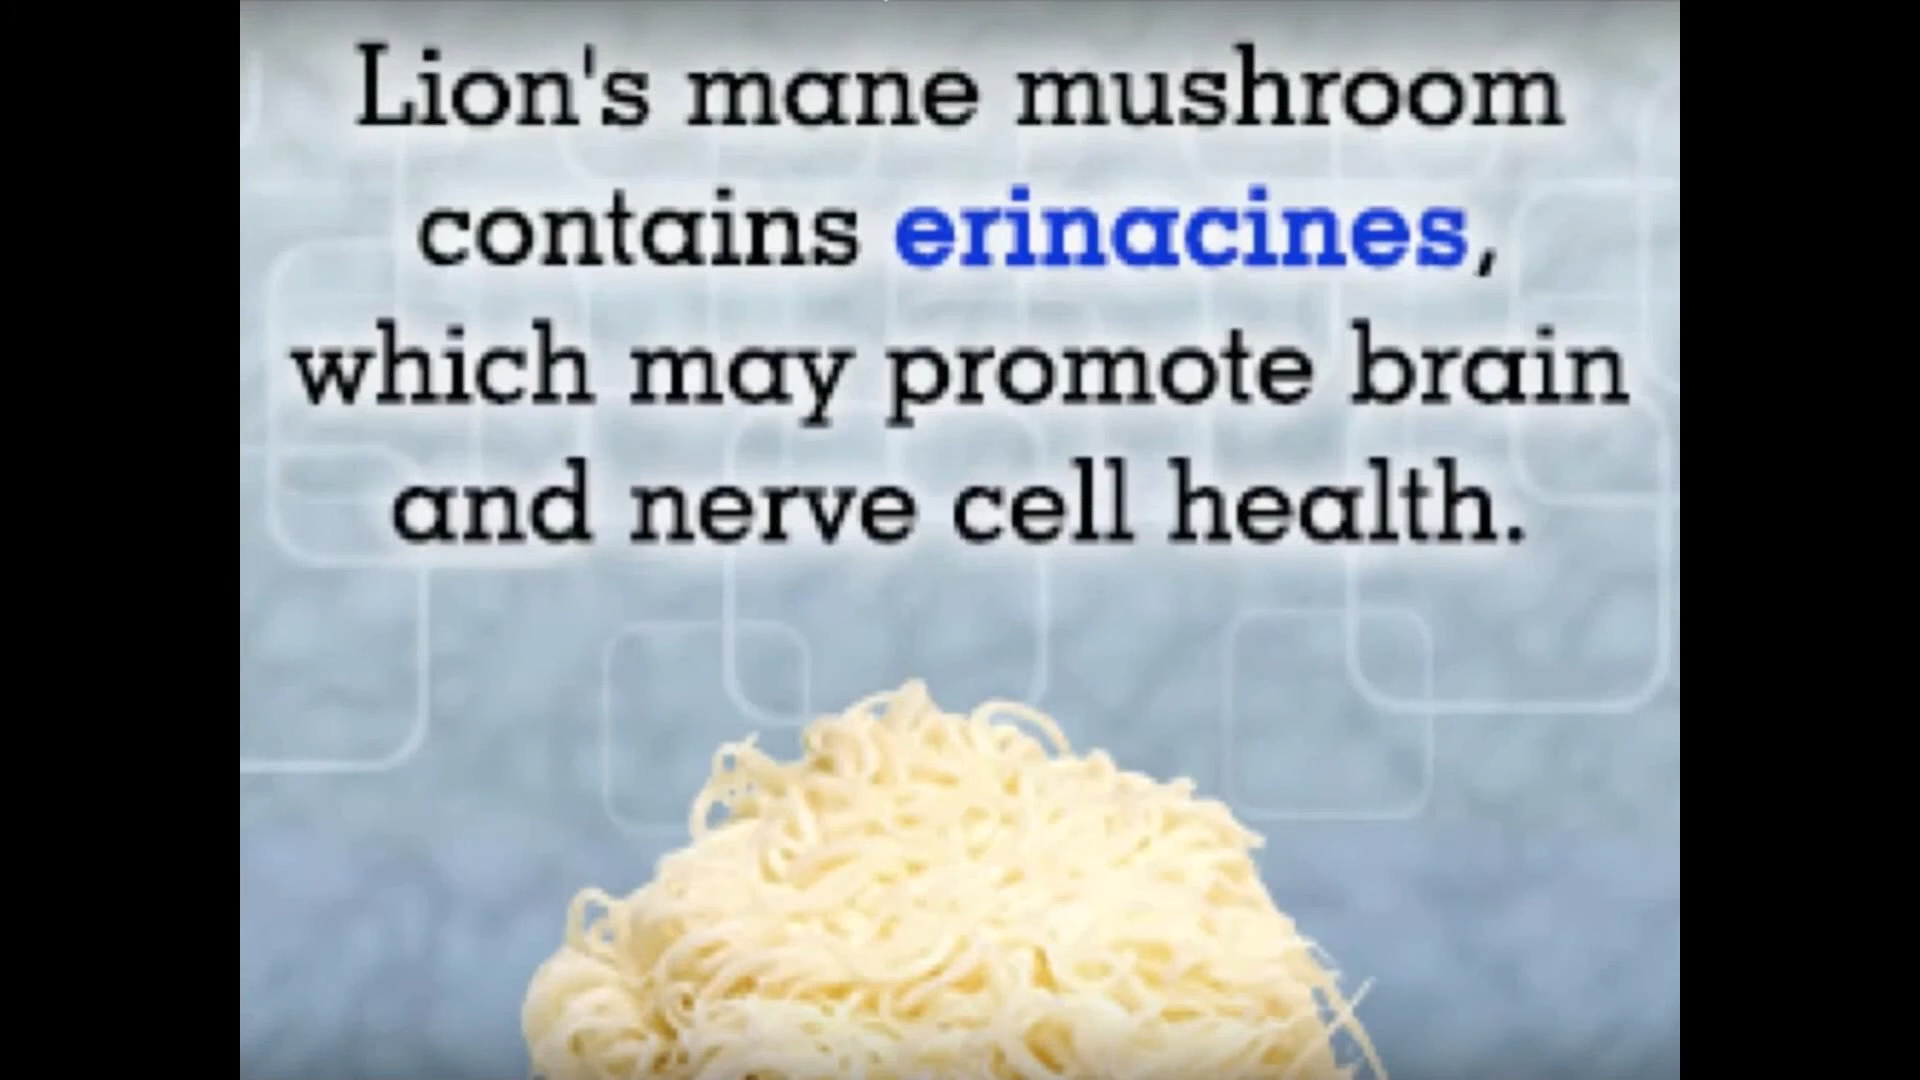 Lion's mane mushroom
contains erinacines,
which may promote brain
and nerve cell health.